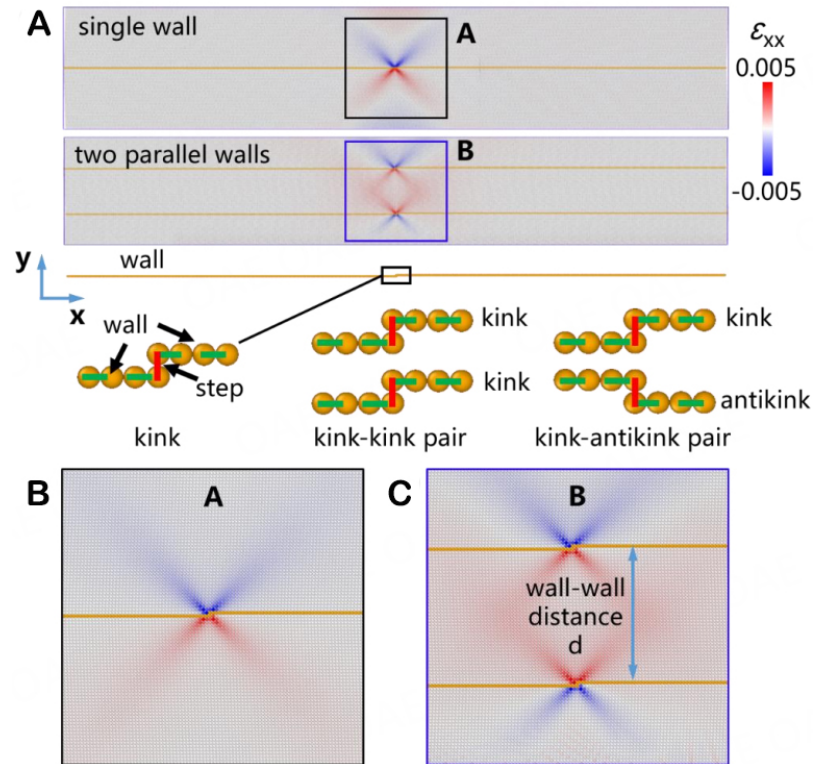 A
single wall
A
εxx
0.005
-0.005
two parallel walls
B
y
x
wall
wall
step
kink
kink
kink
kink-kink pair
kink
antikink
kink-antikink pair
B
A
C
B
wall-wall
distance
d